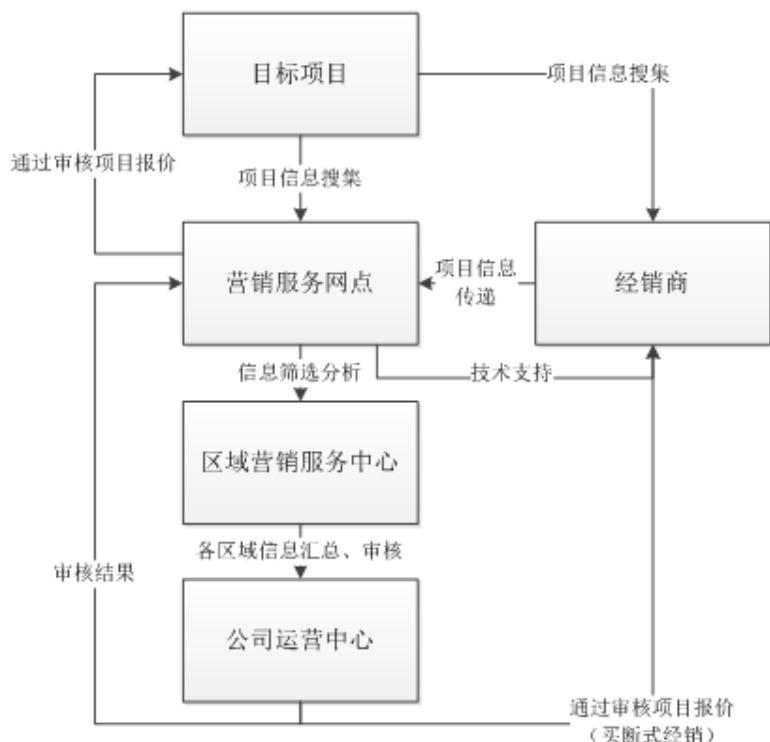 目标项目
项目信息搜集
通过审核项目报价
项目信息搜集
营销服务网点
项目信息
传递
经销商
信息筛选分析
技术支持
区域营销服务中心
各区域信息汇总、审核
审核结果
公司运营中心
通过审核项目报价
（买断式经销）